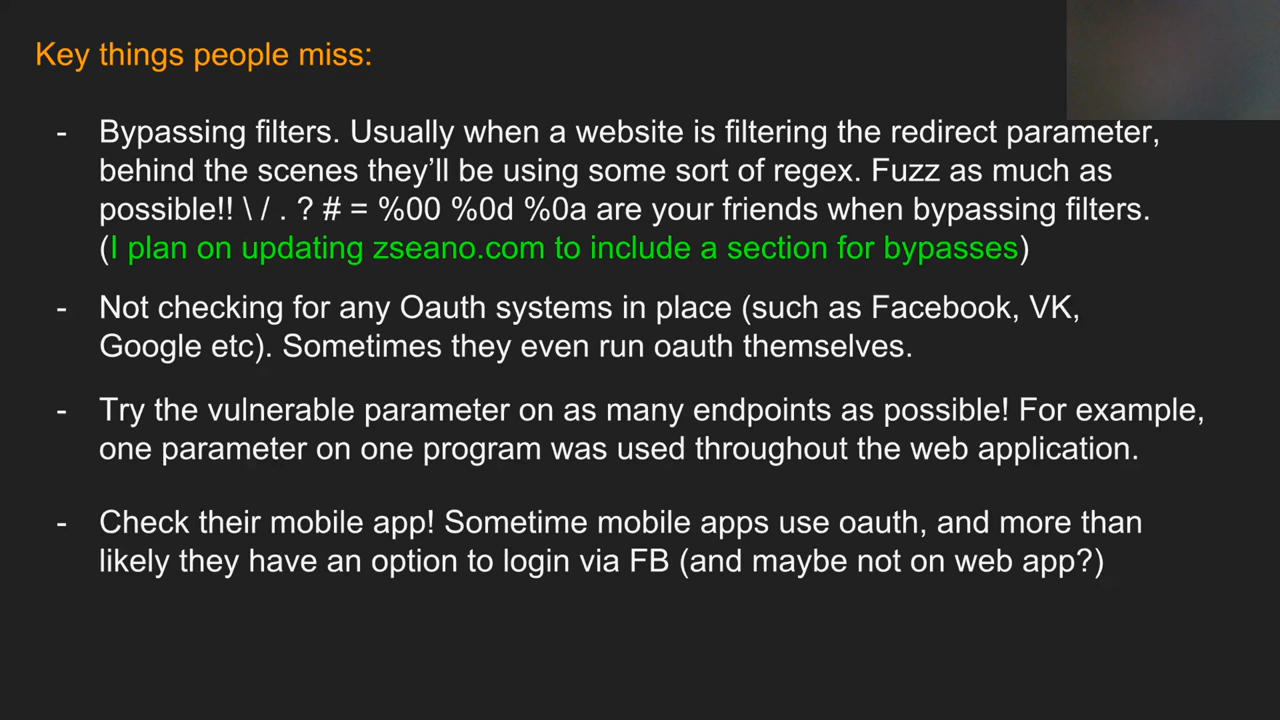 Key things people miss:
- Bypassing filters. Usually when a website is filtering the redirect parameter,
behind the scenes they’ll be using some sort of regex. Fuzz as much as
possible!! \ / . ? # = %00 %0d %0a are your friends when bypassing filters.
(I plan on updating zseano.com to include a section for bypasses)
- Not checking for any Oauth systems in place (such as Facebook, VK,
Google etc). Sometimes they even run oauth themselves.
- Try the vulnerable parameter on as many endpoints as possible! For example,
one parameter on one program was used throughout the web application.
- Check their mobile app! Sometime mobile apps use oauth, and more than
likely they have an option to login via FB (and maybe not on web app?)